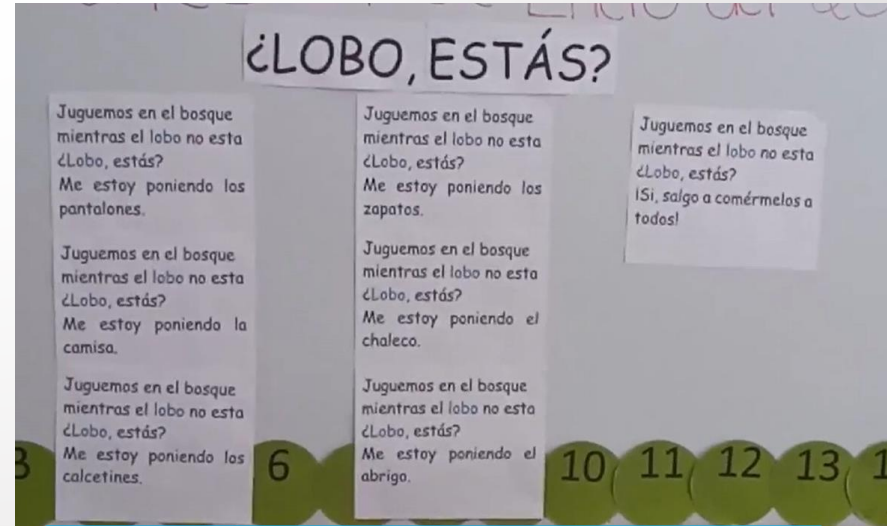 ¿LOBO, ESTÁS?
Juguemos en el bosque
mientras el lobo no esta
¿Lobo, estás?
Me estoy poniendo los
pantalones.
Juguemos en el bosque
mientras el lobo no esta
¿Lobo, estás?
Me estoy poniendo la
camisa.
Juguemos en el bosque
mientras el lobo no esta
¿Lobo, estás?
Me estoy poniendo los
calcetines.
Juguemos en el bosque
mientras el lobo no esta
¿Lobo, estás?
Me estoy poniendo los
zapatos.
Juguemos en el bosque
mientras el lobo no esta
¿Lobo, estás?
Me estoy poniendo el
chaleco.
Juguemos en el bosque
mientras el lobo no esta
¿Lobo, estás?
Me estoy poniendo el
abrigo.
Juguemos en el bosque
mientras el lobo no esta
¿Lobo, estás?
¡Si, salgo a comérmelos a
todos!
3 6 10 11 12 13 1